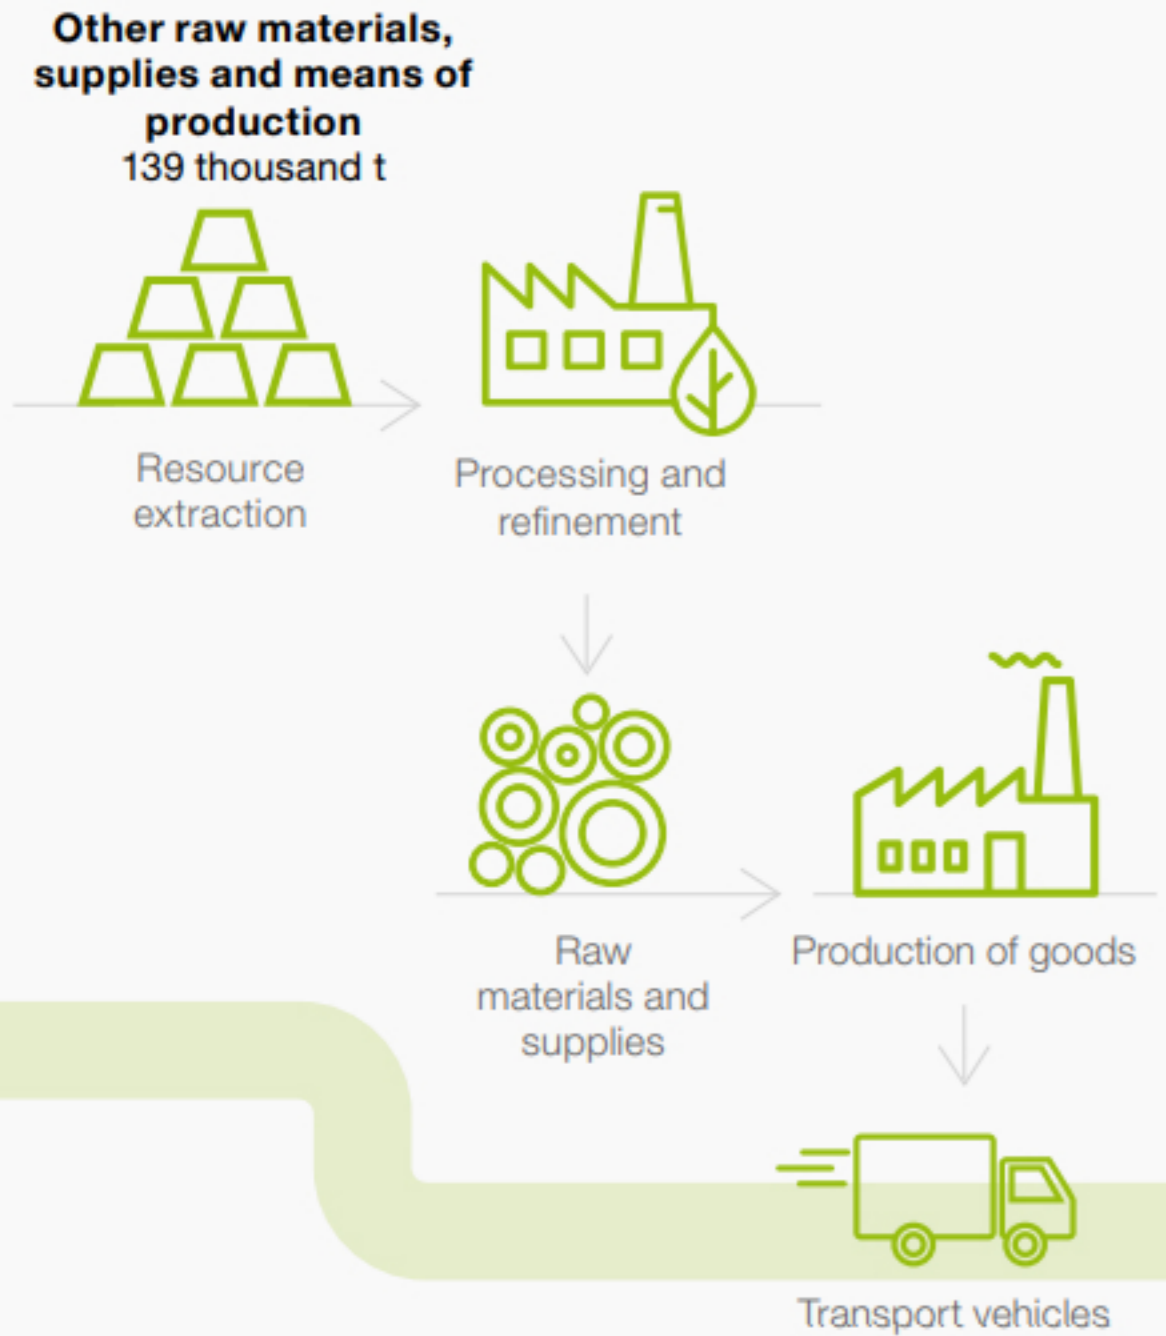 Other raw materials,
supplies and means of
production
139 thousand t
Resource
extraction
Processing and
refinement
Raw
materials and
supplies
Production of goods
Transport vehicles